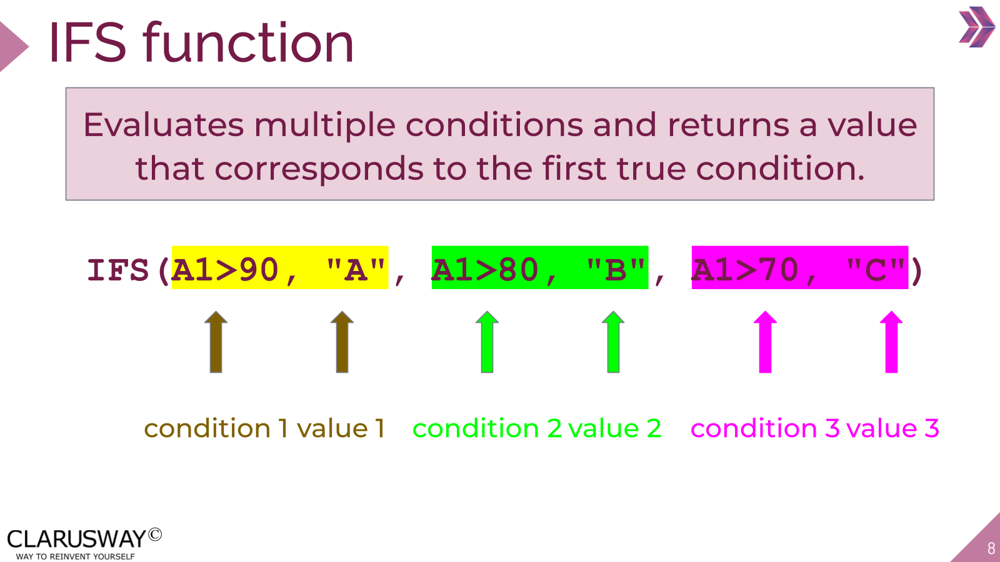 IFS function
Evaluates multiple conditions and returns a value
that corresponds to the first true condition.
IFS(A1>90, "A", A1>80, "B", A1>70, "C")
condition 1 value 1 condition 2 value 2 condition 3 value 3
CLARUSWAY©
WAY TO REINVENT YOURSELF
8